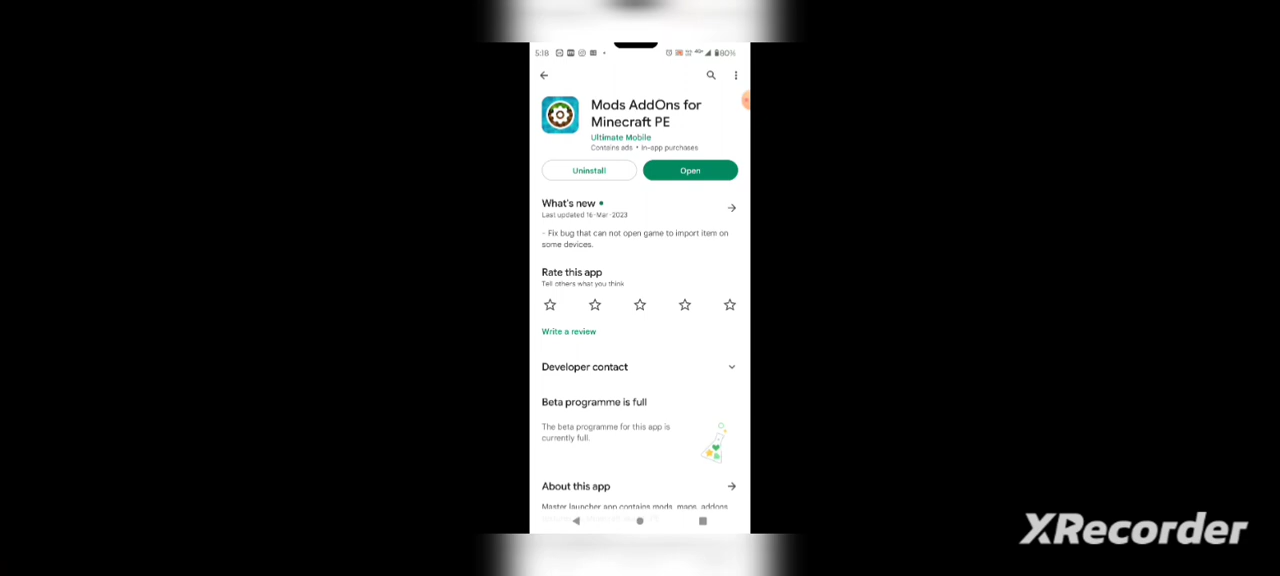 5:18
80%
Mods AddOns for
Minecraft PE
Ultimate Mobile
Contains ads • In-app purchases
Uninstall
Open
What's new •
Last updated 16-Mar-2023
- Fix bug that can not open game to import item on
some devices.
Rate this app
Tell others what you think
Write a review
Developer contact
Beta programme is full
The beta programme for this app is
currently full.
About this app
Master launcher app contains mods, maps, addons
XRecorder